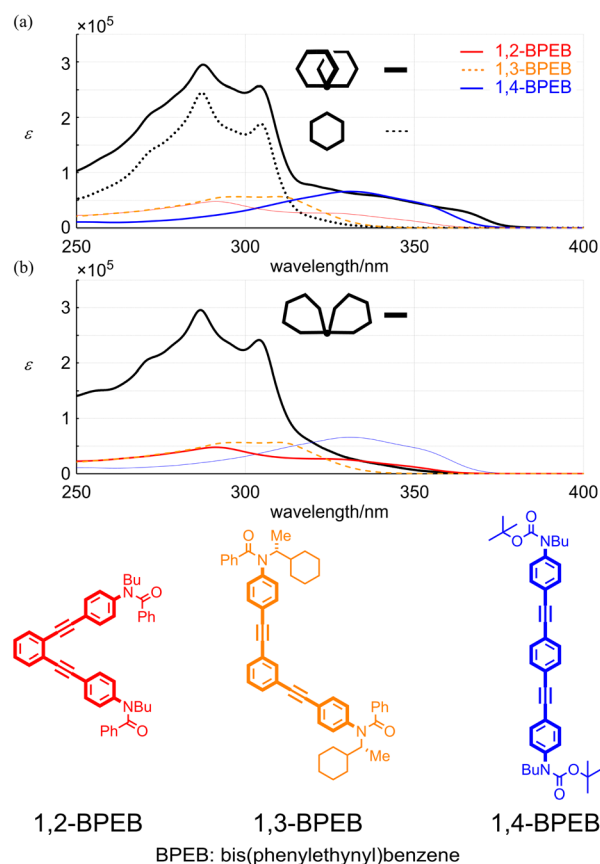 (a)
×10⁵
3
2
ε
1
0
250
300
350
400
wavelength/nm
1,2-BPEB
1,3-BPEB
1,4-BPEB
(b)
×10⁵
3
2
ε
1
0
250
300
350
400
wavelength/nm
Bu
N
O
Ph
N
Bu
Ph
O
O
Me
Ph
N
Ph
N
O
Me
O
O
NBu
BuN
O
O
1,2-BPEB
1,3-BPEB
1,4-BPEB
BPEB: bis(phenylethynyl)benzene